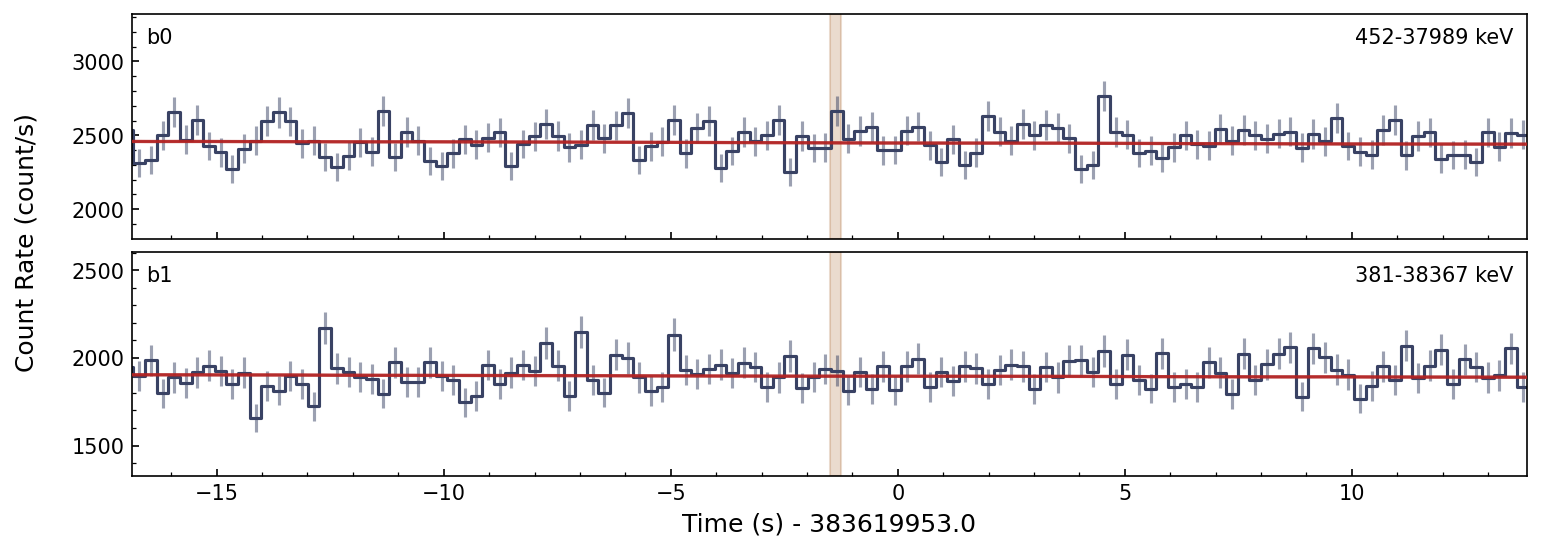 b0
452-37989 keV
3000
2500
2000
b1
381-38367 keV
2500
2000
1500
Count Rate (count/s)
−15 −10 −5 0 5 10
Time (s) - 383619953.0